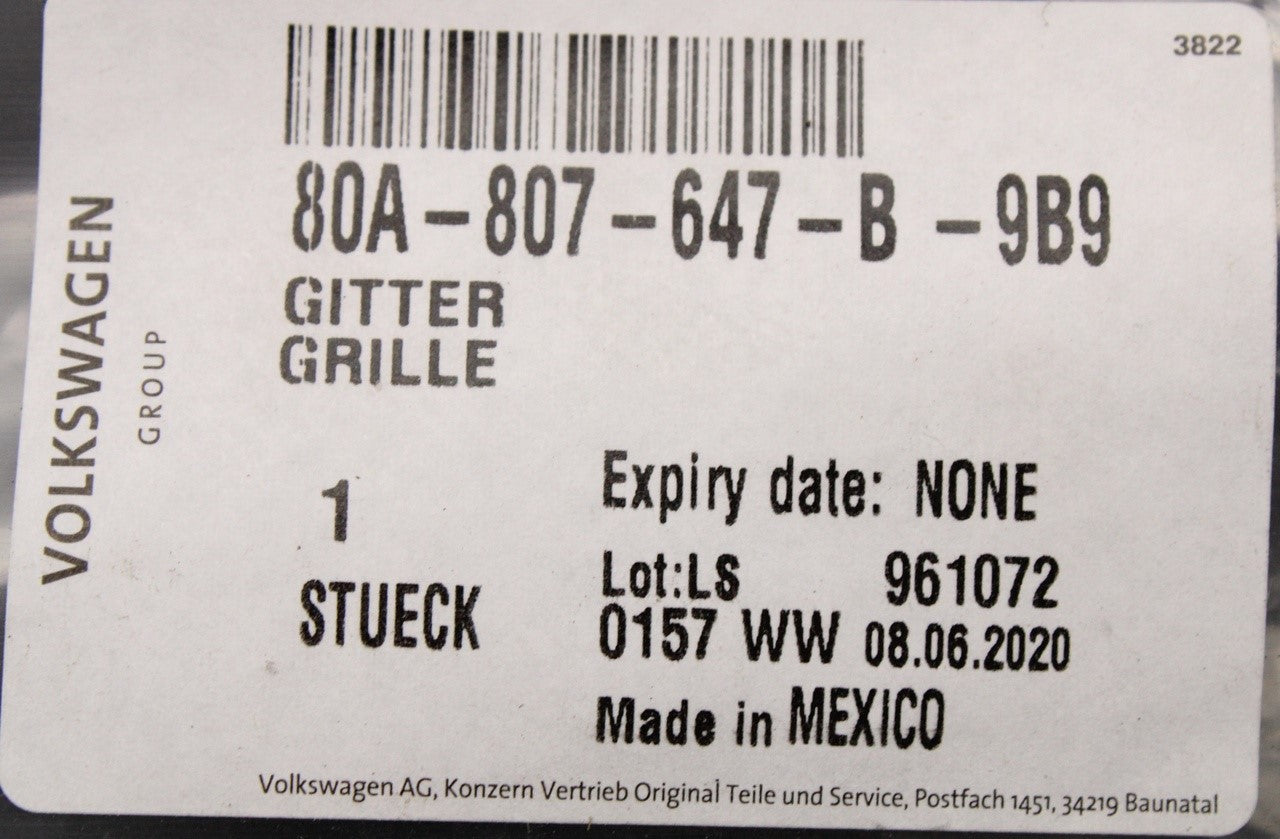 3822
80A-807-647-B -9B9
GITTER
GRILLE
VOLKSWAGEN
GROUP
1
STUECK
Expiry date: NONE
Lot:LS 961072
0157 WW 08.06.2020
Made in MEXICO
Volkswagen AG, Konzern Vertrieb Original Teile und Service, Postfach 1451, 34219 Baunatal